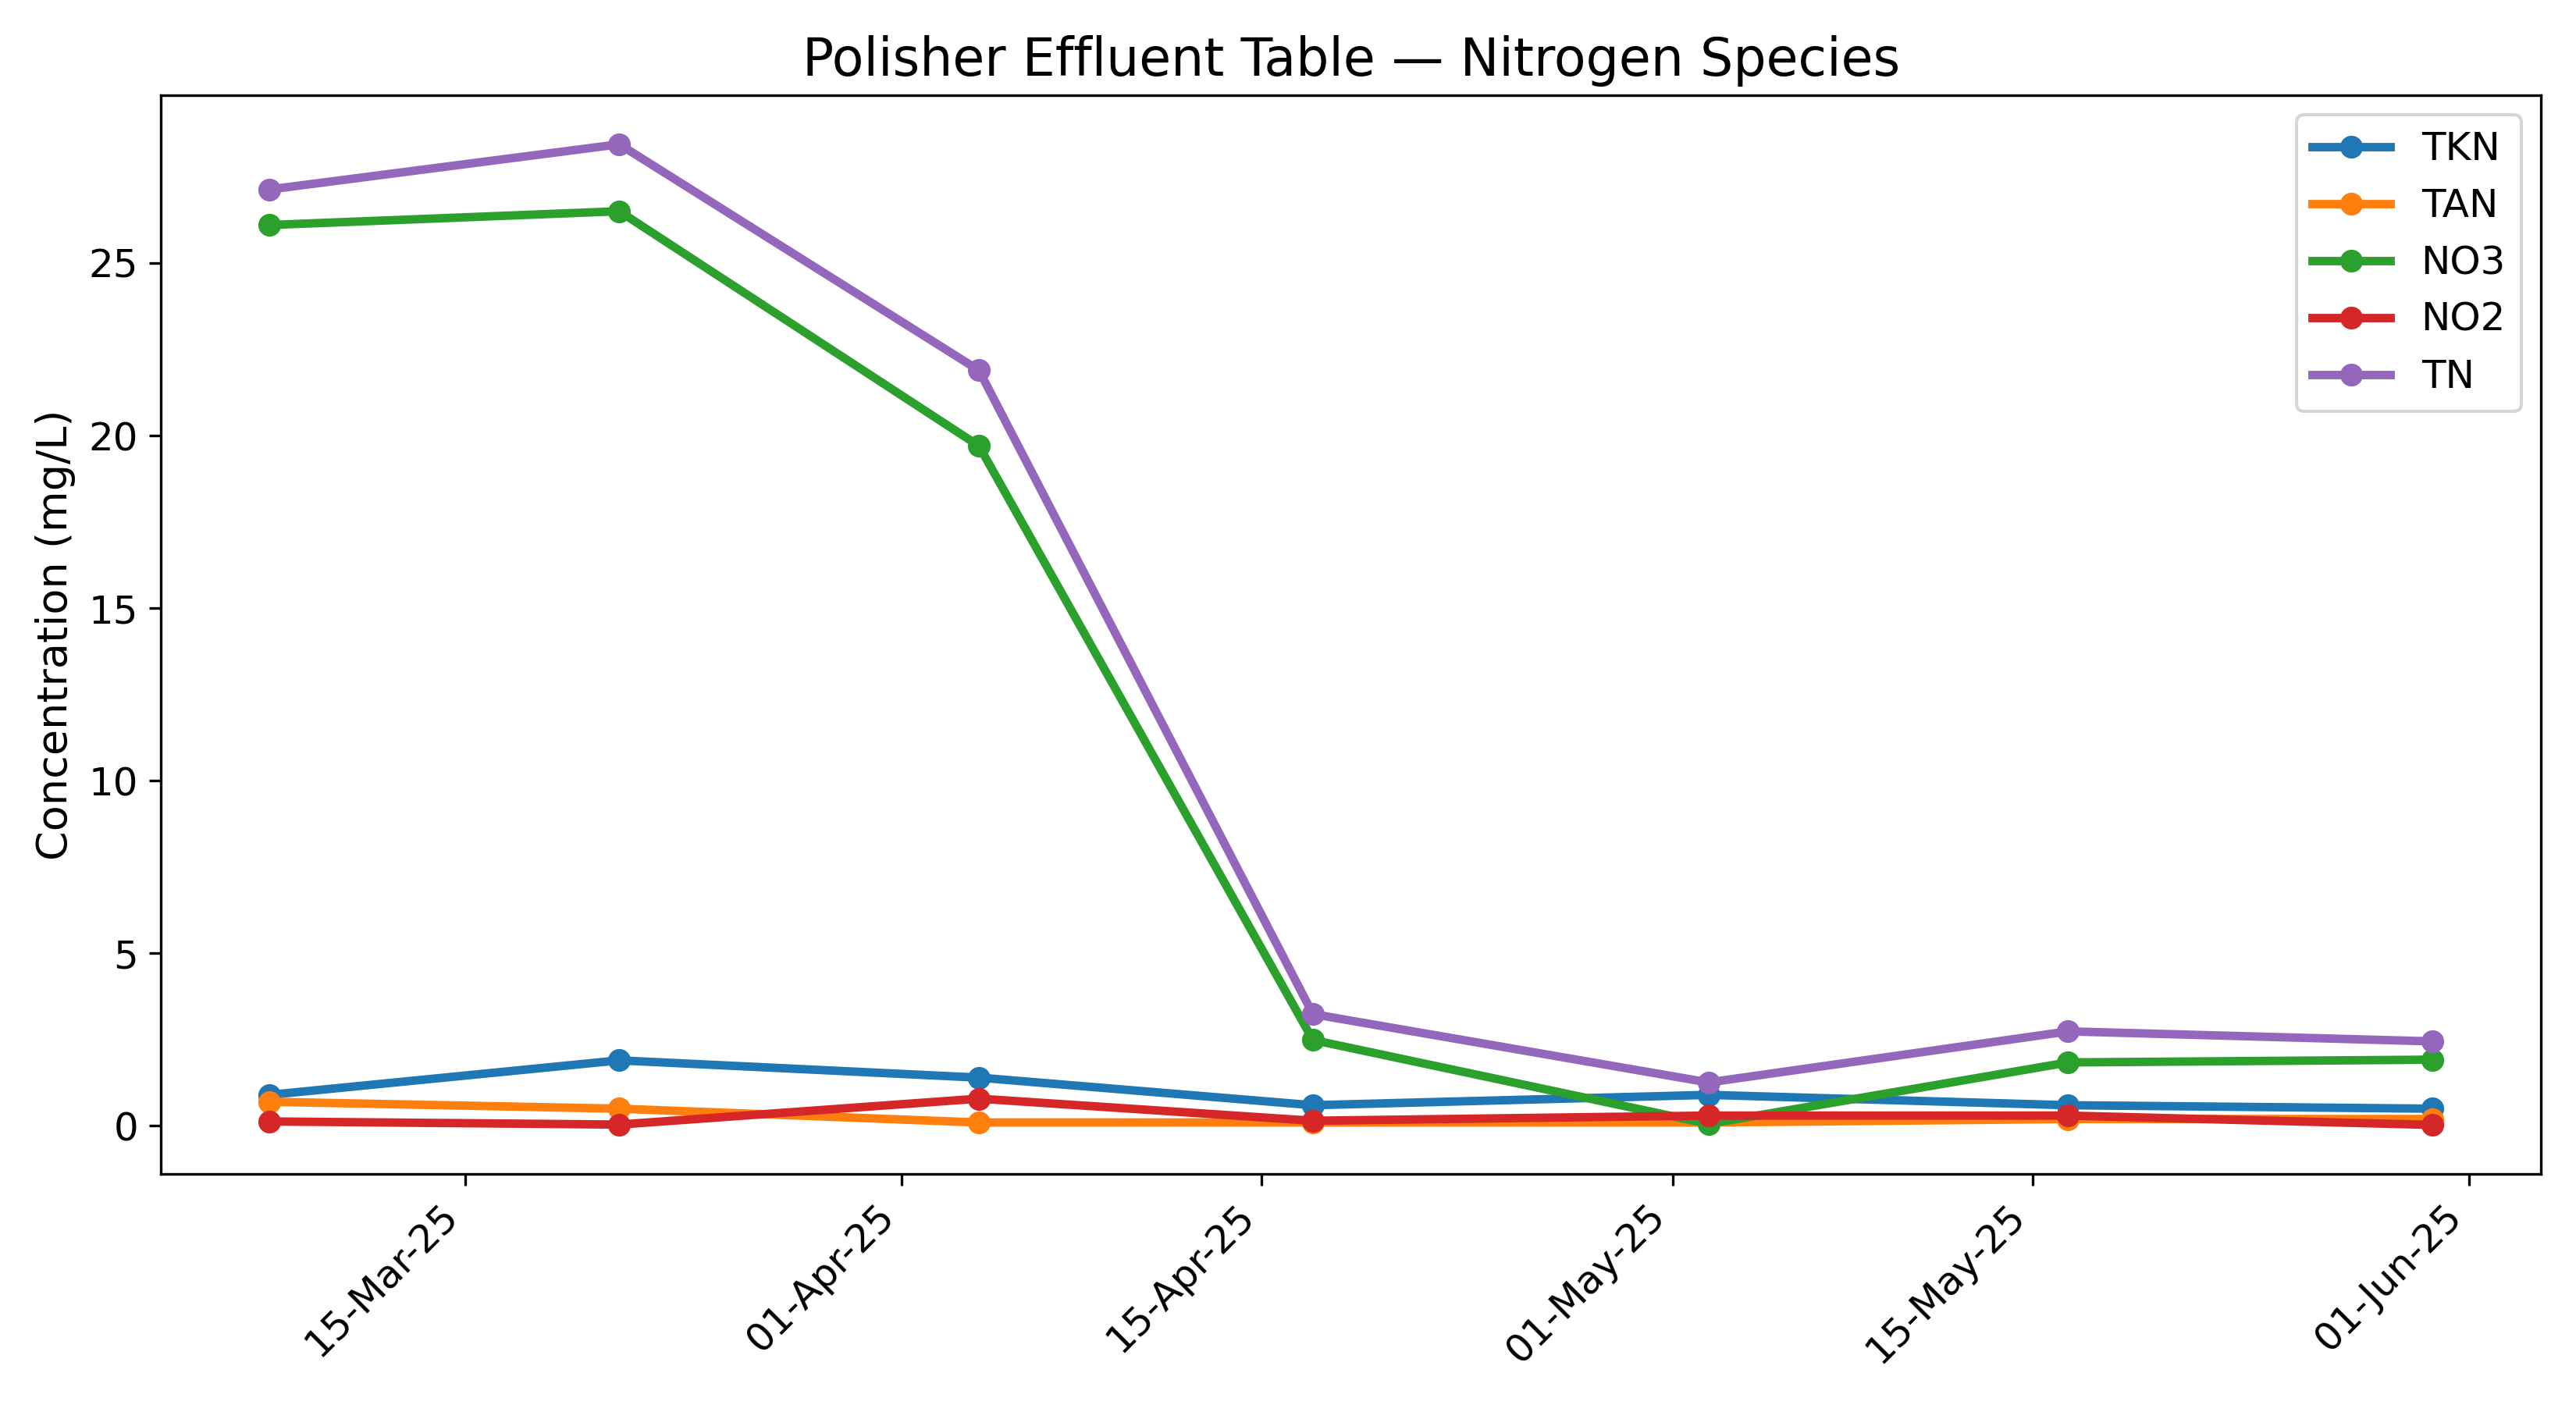 Polisher Effluent Table — Nitrogen Species
TKN
TAN
NO3
NO2
TN
Concentration (mg/L)
25
20
15
10
5
0
15-Mar-25
01-Apr-25
15-Apr-25
01-May-25
15-May-25
01-Jun-25